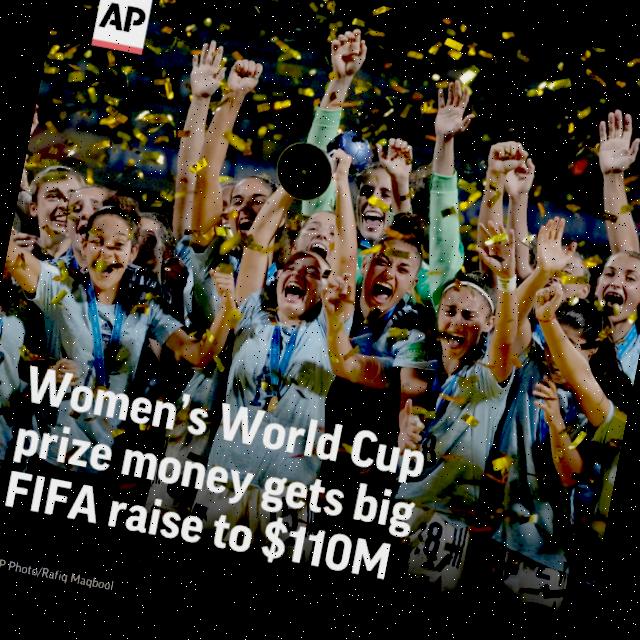 AP
Women's World Cup
prize money gets big
FIFA raise to $110M
P Photo/Rafiq Maqbool